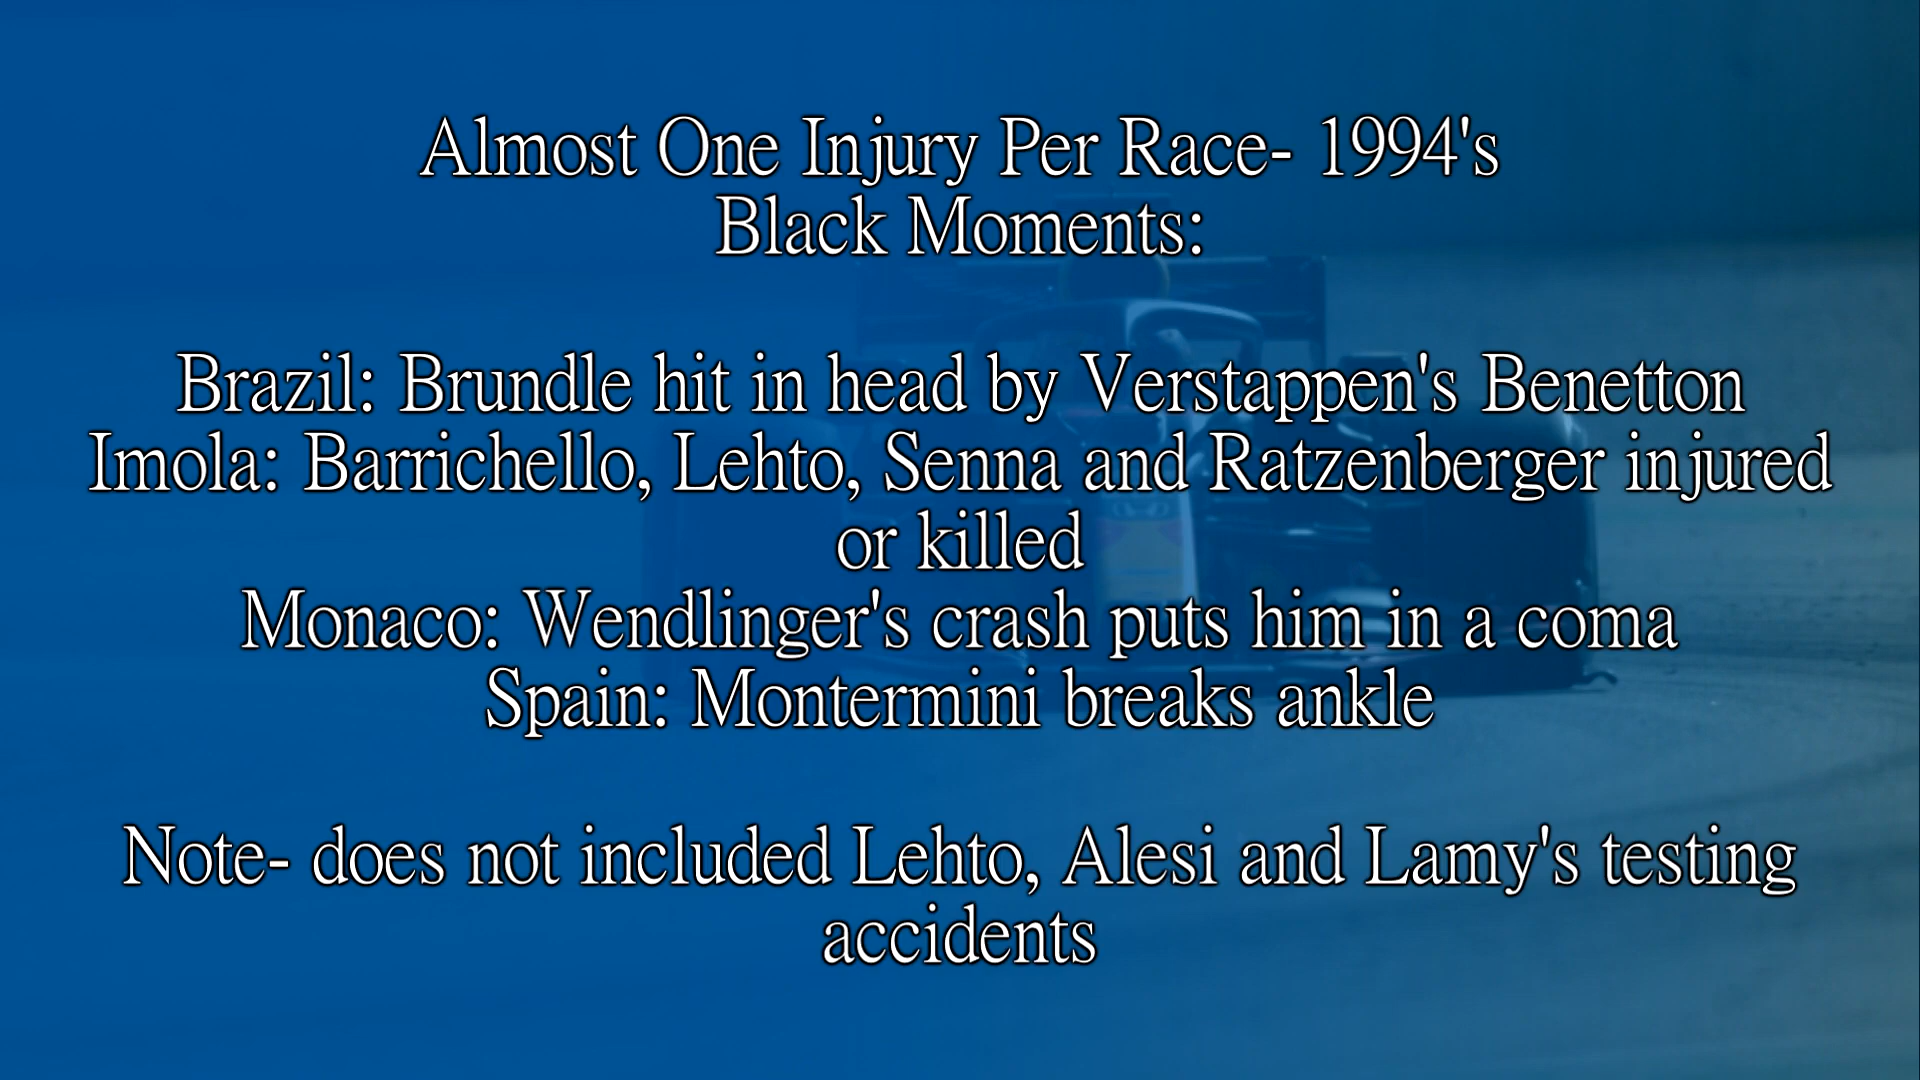 Almost One Injury Per Race- 1994's
Black Moments:
Brazil: Brundle hit in head by Verstappen's Benetton
Imola: Barrichello, Lehto, Senna and Ratzenberger injured
or killed
Monaco: Wendlinger's crash puts him in a coma
Spain: Montermini breaks ankle
Note- does not included Lehto, Alesi and Lamy's testing
accidents